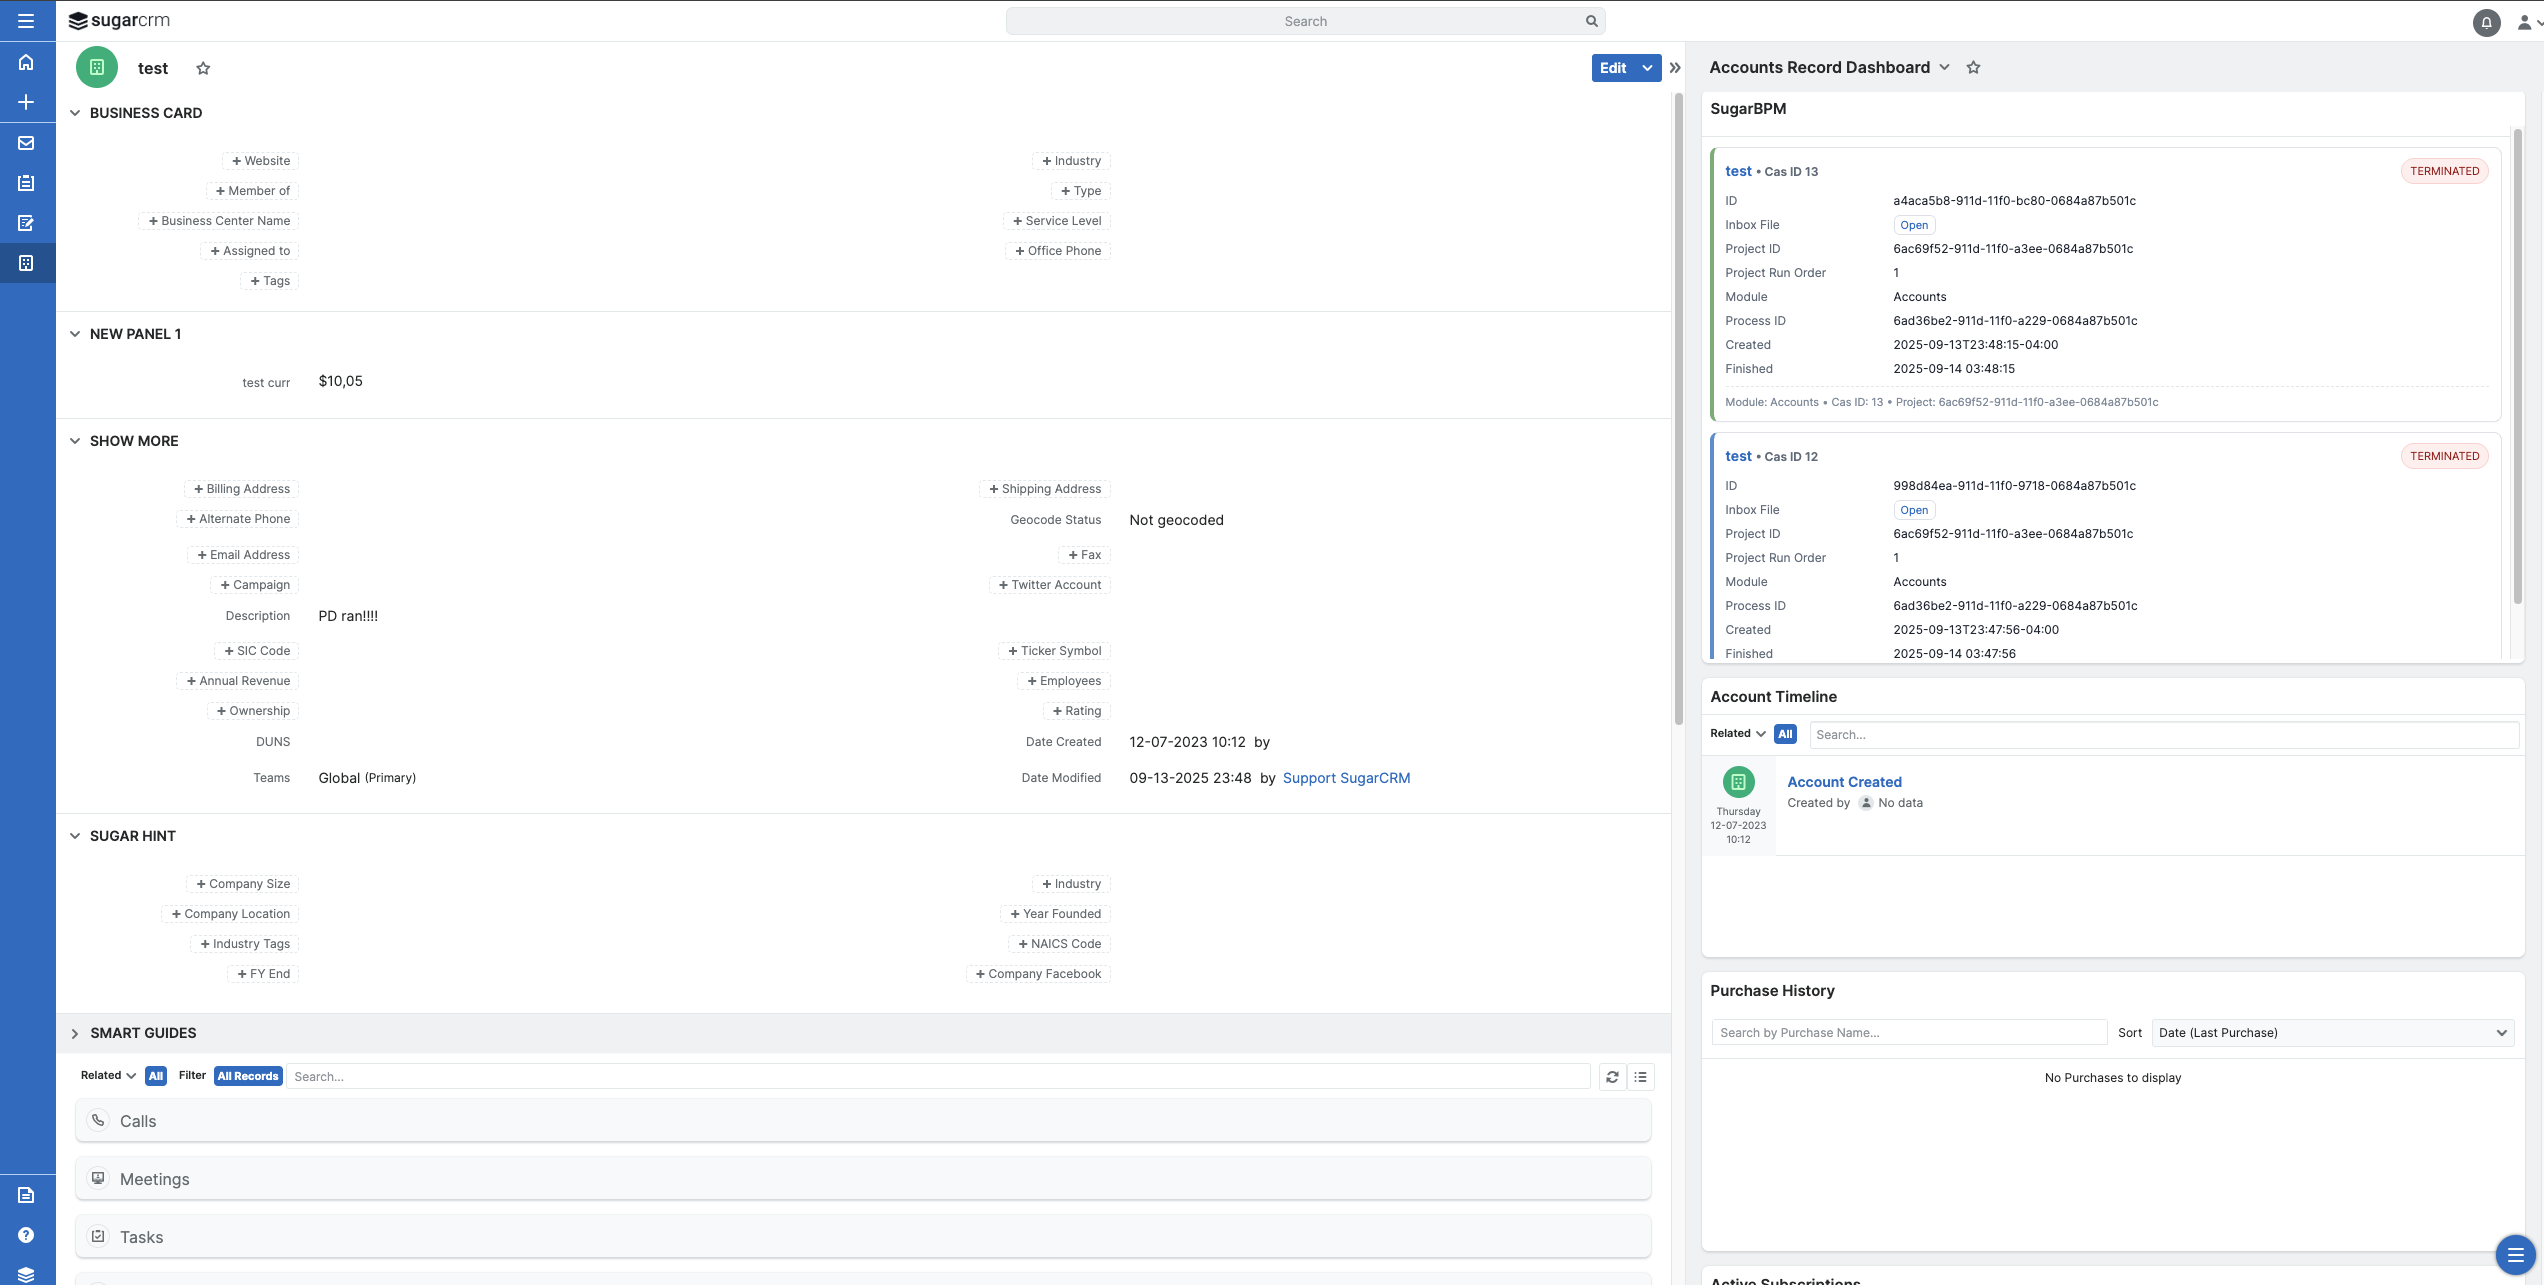 sugarcrm
Search
test
Edit
BUSINESS CARD
+ Website
+ Industry
+ Member of
+ Type
+ Business Center Name
+ Service Level
+ Assigned to
+ Office Phone
+ Tags
NEW PANEL 1
test curr $10,05
SHOW MORE
+ Billing Address
+ Shipping Address
+ Alternate Phone
Geocode Status Not geocoded
+ Email Address
+ Fax
+ Campaign
+ Twitter Account
Description PD ran!!!!
+ SIC Code
+ Ticker Symbol
+ Annual Revenue
+ Employees
+ Ownership
+ Rating
DUNS
Date Created 12-07-2023 10:12 by
Teams Global (Primary)
Date Modified 09-13-2025 23:48 by Support SugarCRM
SUGAR HINT
+ Company Size
+ Industry
+ Company Location
+ Year Founded
+ Industry Tags
+ NAICS Code
+ FY End
+ Company Facebook
SMART GUIDES
Related All Filter All Records Search...
Calls
Meetings
Tasks
Accounts Record Dashboard
SugarBPM
test • Cas ID 13 TERMINATED
ID a4aca5b8-911d-11f0-bc80-0684a87b501c
Inbox File Open
Project ID 6ac69f52-911d-11f0-a3ee-0684a87b501c
Project Run Order 1
Module Accounts
Process ID 6ad36be2-911d-11f0-a229-0684a87b501c
Created 2025-09-13T23:48:15-04:00
Finished 2025-09-14 03:48:15
Module: Accounts • Cas ID: 13 • Project: 6ac69f52-911d-11f0-a3ee-0684a87b501c
test • Cas ID 12 TERMINATED
ID 998d84ea-911d-11f0-9718-0684a87b501c
Inbox File Open
Project ID 6ac69f52-911d-11f0-a3ee-0684a87b501c
Project Run Order 1
Module Accounts
Process ID 6ad36be2-911d-11f0-a229-0684a87b501c
Created 2025-09-13T23:47:56-04:00
Finished 2025-09-14 03:47:56
Account Timeline
Related All Search...
Account Created
Created by No data
Thursday
12-07-2023
10:12
Purchase History
Search by Purchase Name... Sort Date (Last Purchase)
No Purchases to display
Active Subscriptions